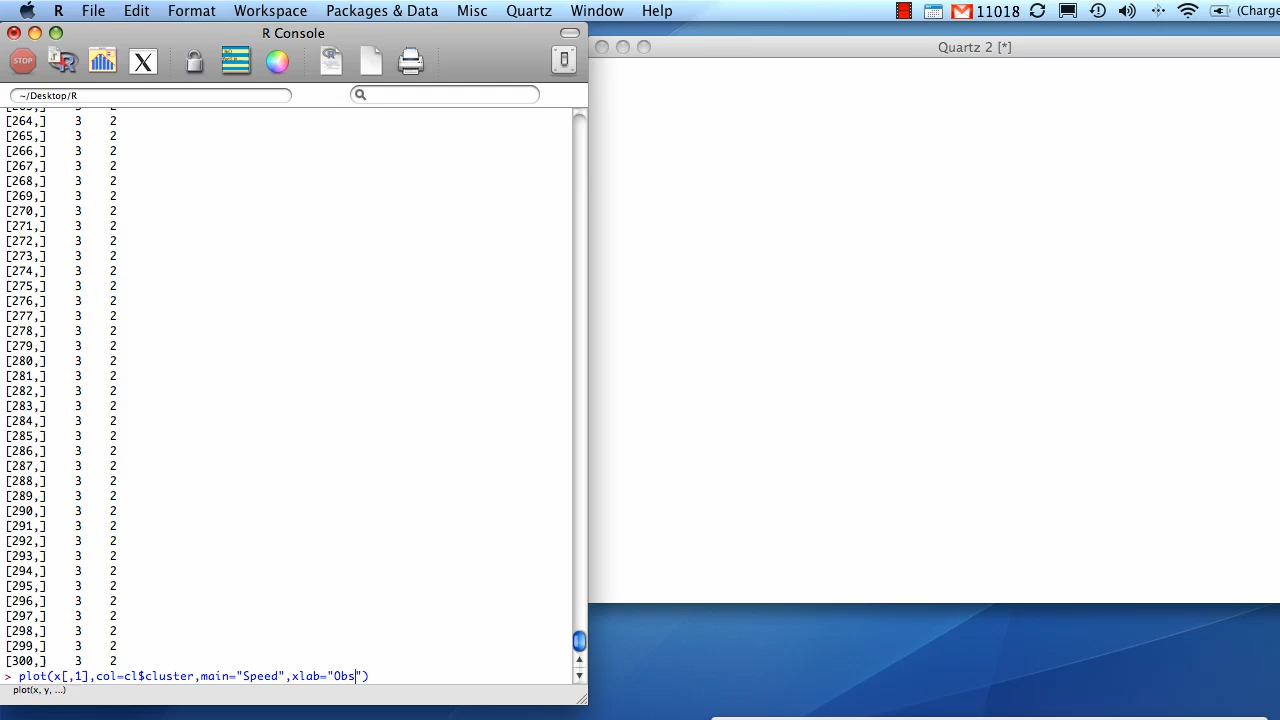 R File Edit Format Workspace Packages & Data Misc Quartz Window Help 11018 (Charge
R Console
Quartz 2 [*]
STOP
X
~/Desktop/R
[263,] 3 2
[264,] 3 2
[265,] 3 2
[266,] 3 2
[267,] 3 2
[268,] 3 2
[269,] 3 2
[270,] 3 2
[271,] 3 2
[272,] 3 2
[273,] 3 2
[274,] 3 2
[275,] 3 2
[276,] 3 2
[277,] 3 2
[278,] 3 2
[279,] 3 2
[280,] 3 2
[281,] 3 2
[282,] 3 2
[283,] 3 2
[284,] 3 2
[285,] 3 2
[286,] 3 2
[287,] 3 2
[288,] 3 2
[289,] 3 2
[290,] 3 2
[291,] 3 2
[292,] 3 2
[293,] 3 2
[294,] 3 2
[295,] 3 2
[296,] 3 2
[297,] 3 2
[298,] 3 2
[299,] 3 2
[300,] 3 2
> plot(x[,1],col=cl$cluster,main="Speed",xlab="Obs")
plot(x, y, ...)